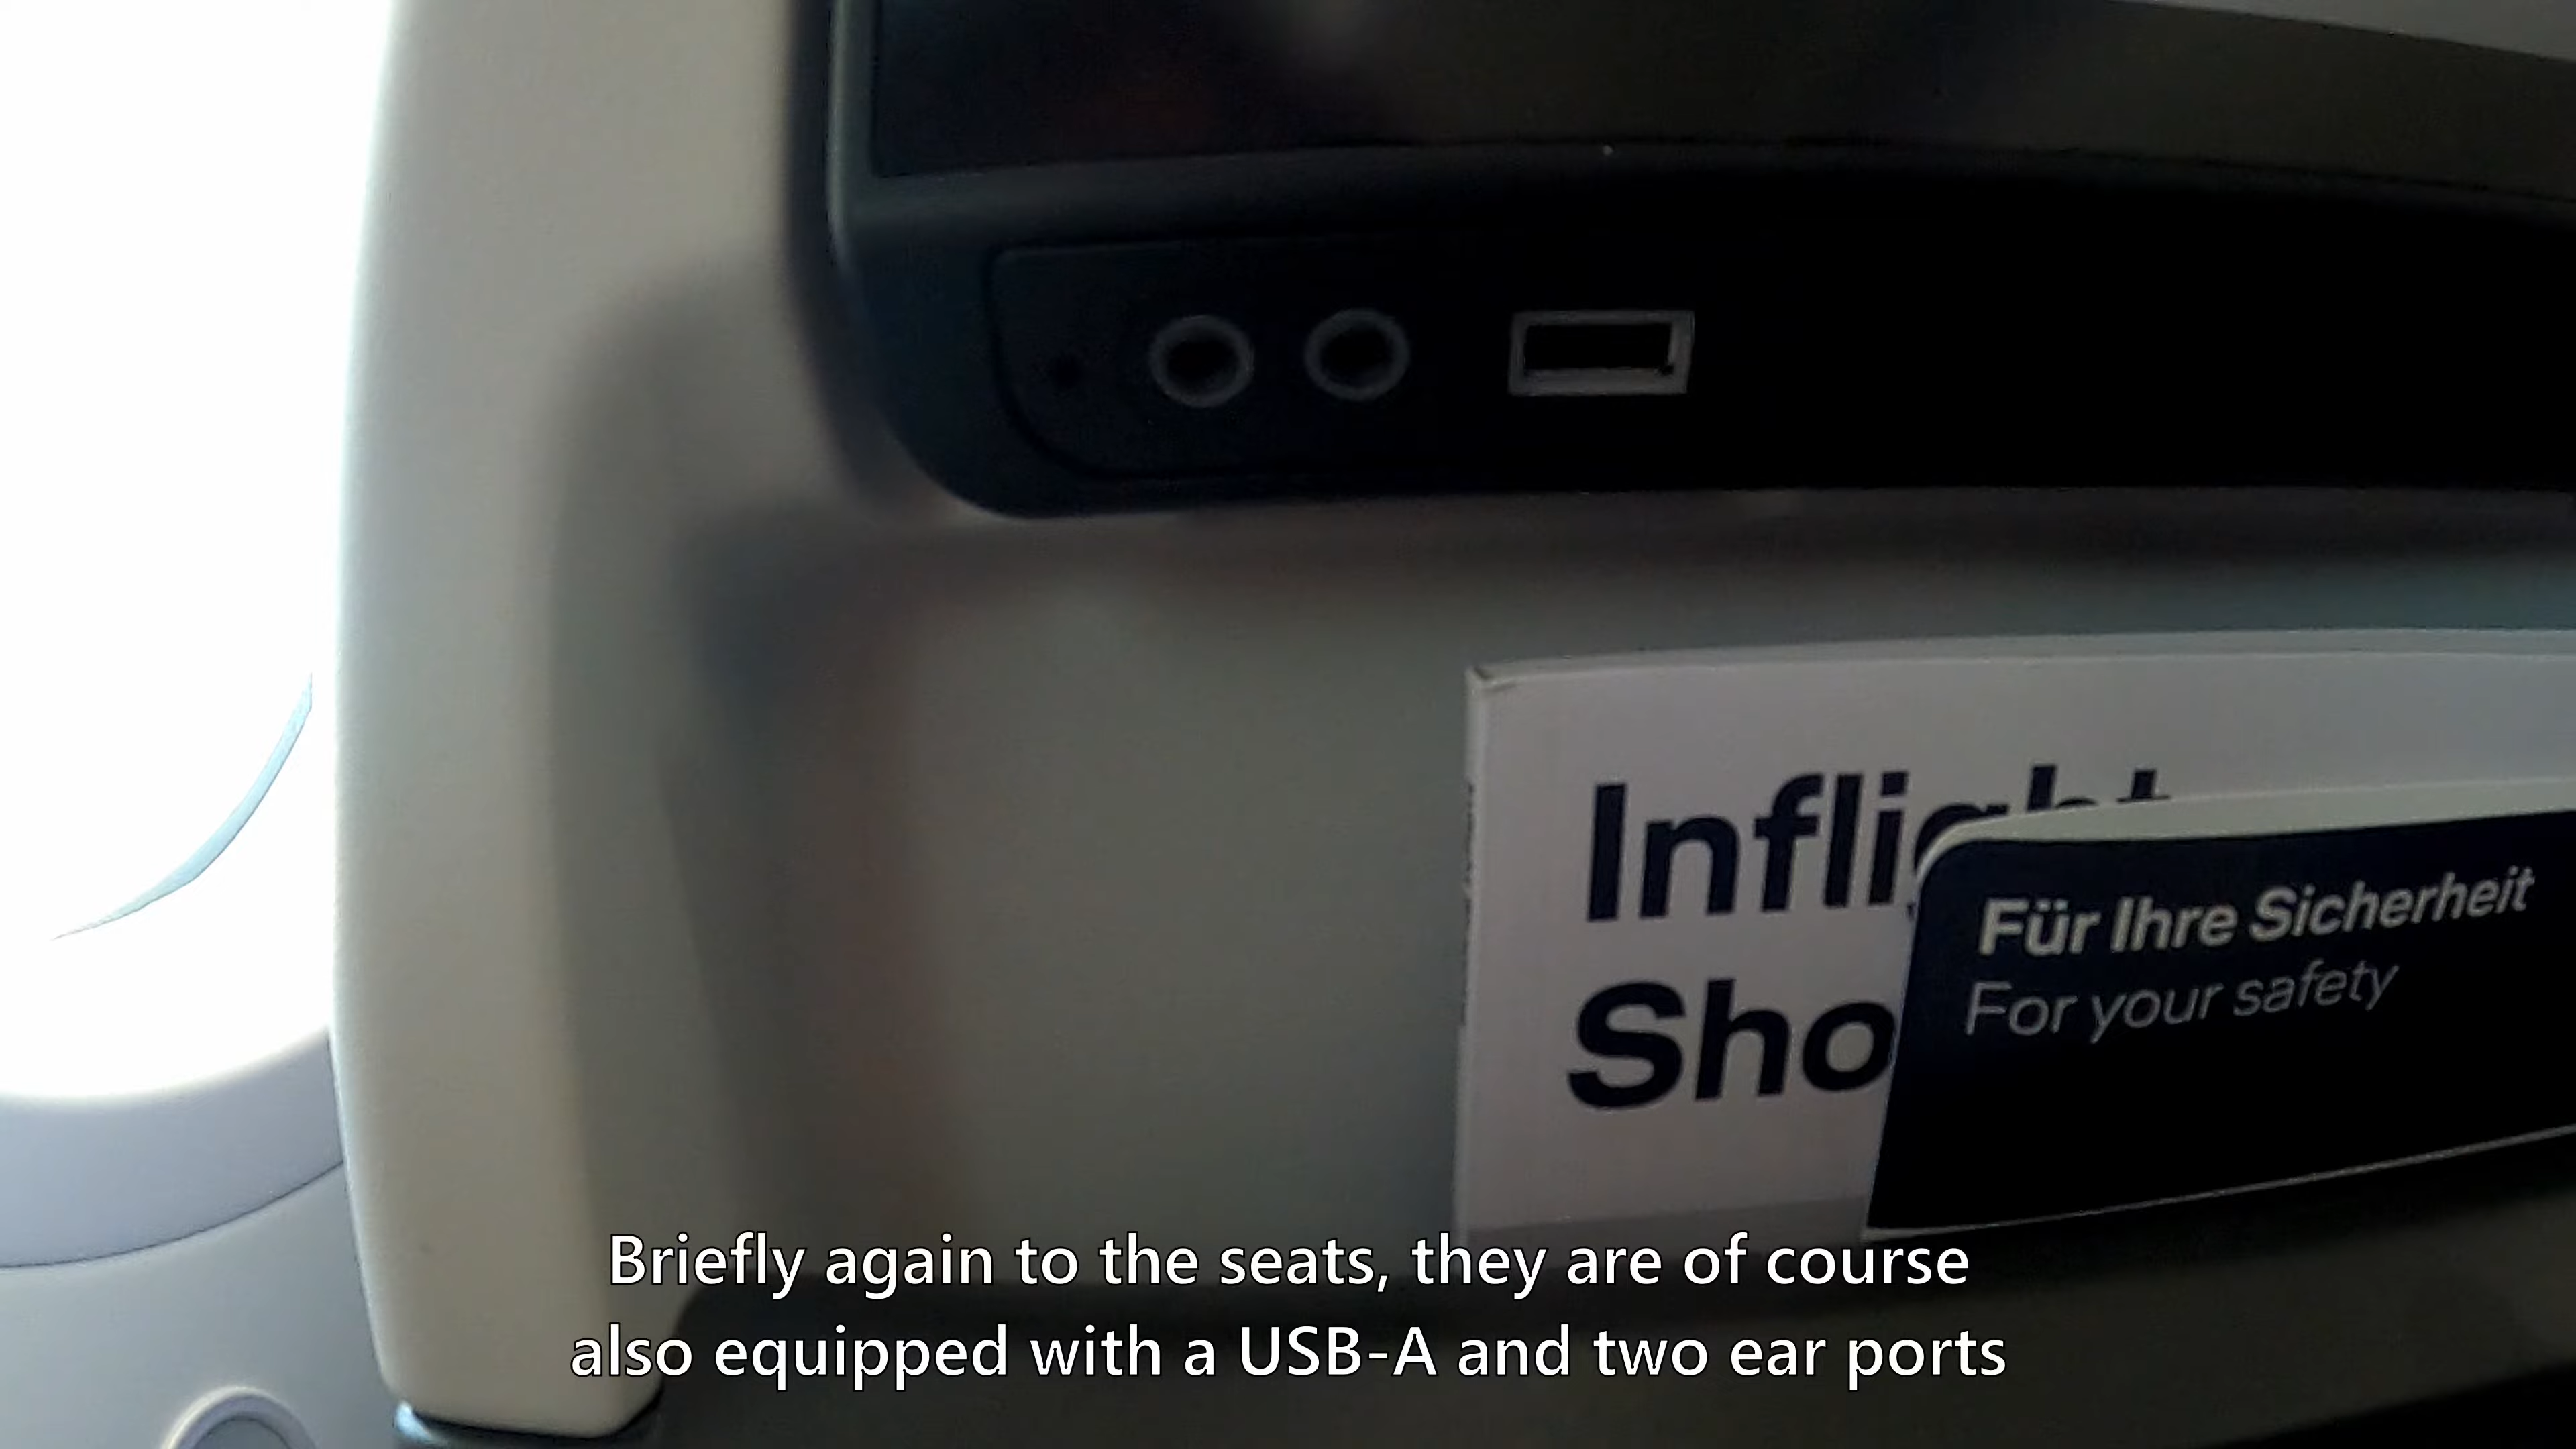 Inflight
Sho
Für Ihre Sicherheit
For your safety
Briefly again to the seats, they are of course
also equipped with a USB-A and two ear ports